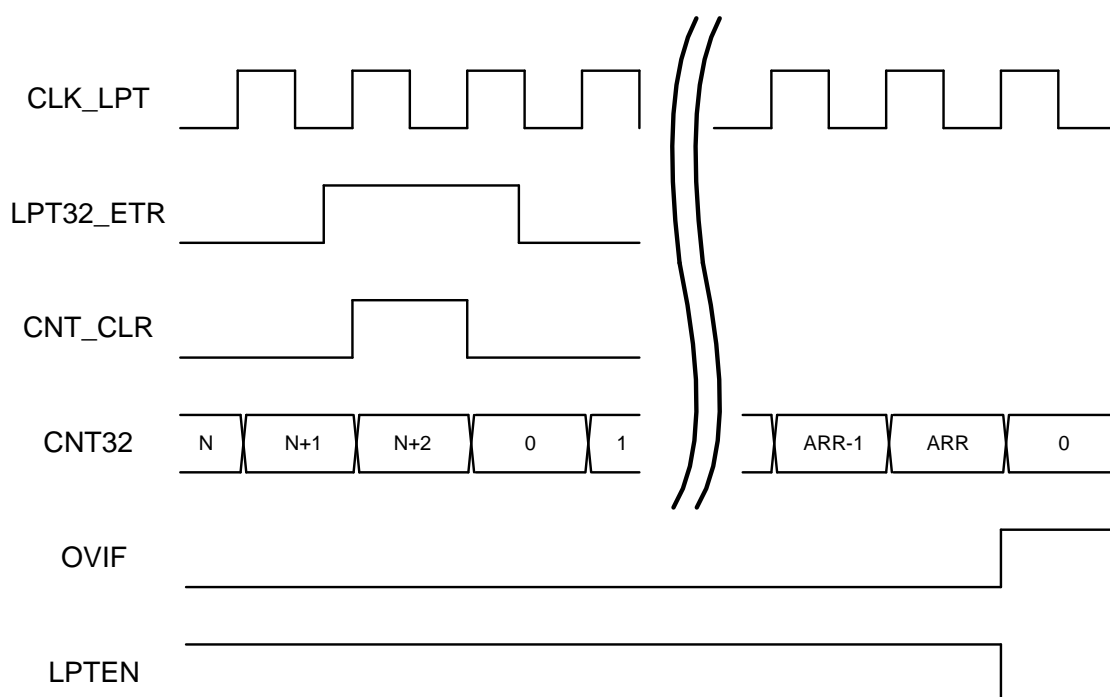 CLK_LPT
LPT32_ETR
CNT_CLR
CNT32 N N+1 N+2 0 1 ARR-1 ARR 0
OVIF
LPTEN